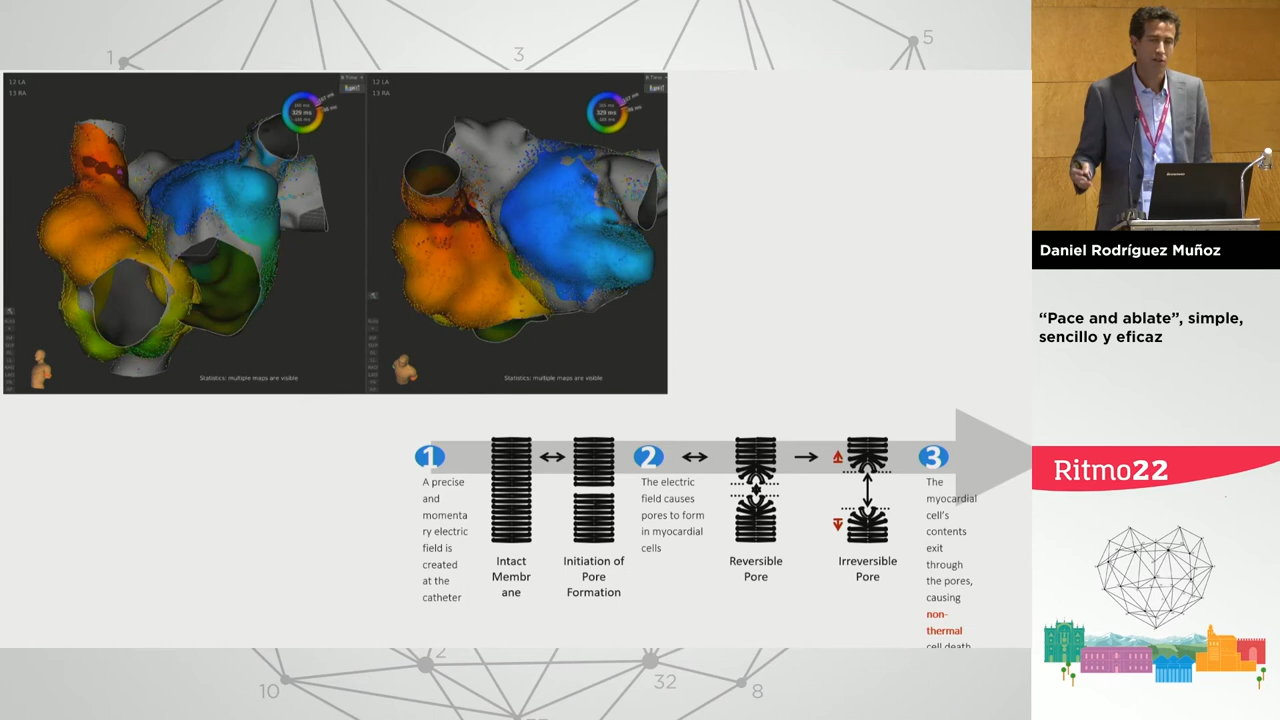 1
3
5
12 LA
13 RA
329 ms
12 LA
13 RA
329 ms
Statistics: multiple maps are visible
Statistics: multiple maps are visible
1
A precise
and
momenta
ry electric
field is
created
at the
catheter
Intact
Membr
ane
Initiation of
Pore
Formation
2
The electric
field causes
pores to form
in myocardial
cells
Reversible
Pore
Irreversible
Pore
3
The
myocardial
cell's
contents
exit
through
the pores,
causing
non-
thermal
cell death
2
10
32
8
Daniel Rodríguez Muñoz
“Pace and ablate”, simple,
sencillo y eficaz
Ritmo22